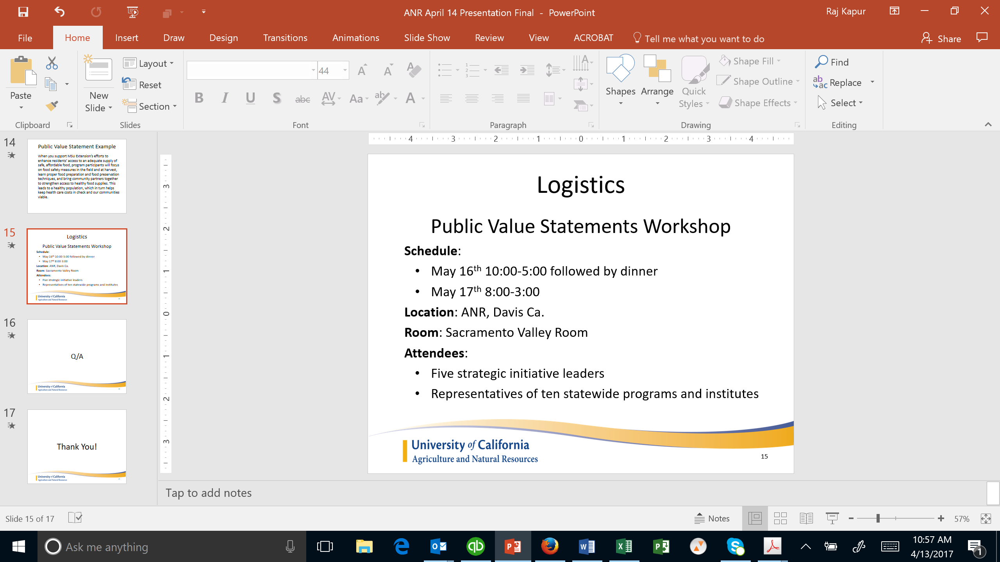 ANR April 14 Presentation Final - PowerPoint
Raj Kapur
File
Home
Insert
Draw
Design
Transitions
Animations
Slide Show
Review
View
ACROBAT
Tell me what you want to do
Share
Paste
Clipboard
New
Slide
Layout
Reset
Section
Slides
44
Font
Paragraph
Shapes
Arrange
Quick
Styles
Shape Fill
Shape Outline
Shape Effects
Drawing
Find
Replace
Select
Editing
14
Public Value Statement Example
When you support MSU Extension's efforts to
enhance residents' access to an adequate supply of
safe, affordable food, program participants will focus
on food safety measures in the field and at harvest,
learn proper food preparation and food preservation
techniques, and bring community partners together
to strengthen access to healthy food supplies. This
leads to a healthy population, which in turn helps
keep health care costs in check and our communities
viable.
15
Logistics
Public Value Statements Workshop
Schedule:
• May 16th 10:00-5:00 followed by dinner
• May 17th 8:00-3:00
Location: ANR, Davis Ca.
Room: Sacramento Valley Room
Attendees:
• Five strategic initiative leaders
• Representatives of ten statewide programs and institutes
University of California
Agriculture and Natural Resources
16
Q/A
University of California
Agriculture and Natural Resources
17
Thank You!
University of California
Agriculture and Natural Resources
4 3 2 1 0 1 2 3 4
3
2
1
0
1
2
3
Logistics
Public Value Statements Workshop
Schedule:
• May 16th 10:00-5:00 followed by dinner
• May 17th 8:00-3:00
Location: ANR, Davis Ca.
Room: Sacramento Valley Room
Attendees:
• Five strategic initiative leaders
• Representatives of ten statewide programs and institutes
University of California
Agriculture and Natural Resources
15
Tap to add notes
Slide 15 of 17
Notes
57%
Ask me anything
10:57 AM
4/13/2017
1